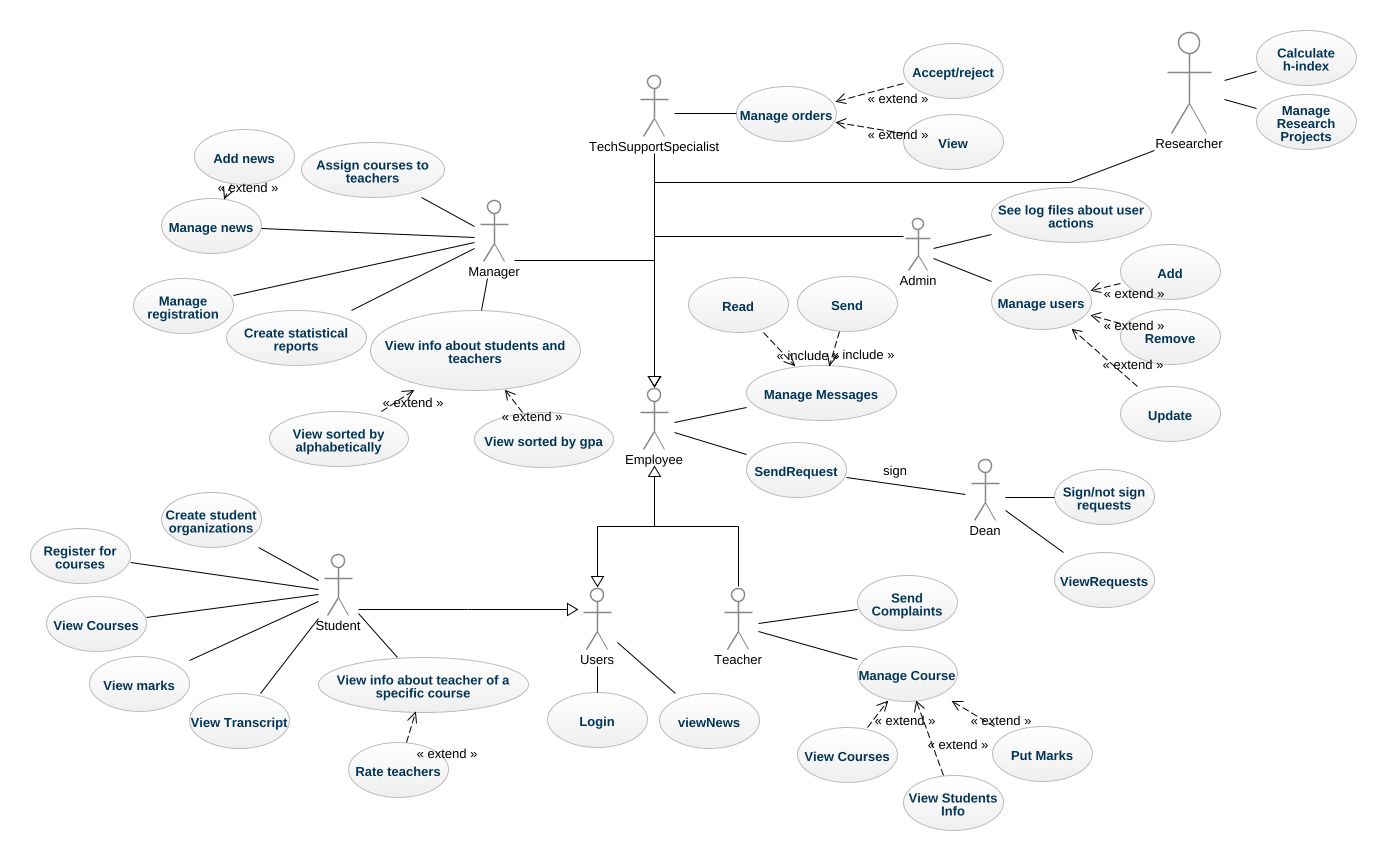 Calculate
h-index
Accept/reject
« extend »
Manage orders
Manage
Research
Projects
« extend »
View
TechSupportSpecialist
Researcher
Add news
Assign courses to
teachers
« extend »
See log files about user
actions
Manage news
Manager
Admin
Add
« extend »
Manage users
Manage
registration
Read
Send
« extend »
Remove
Create statistical
reports
View info about students and
teachers
« include »
« include »
« extend »
Manage Messages
« extend »
« extend »
Update
View sorted by
alphabetically
View sorted by gpa
Employee
SendRequest
sign
Sign/not sign
requests
Dean
Create student
organizations
Register for
courses
ViewRequests
Send
Complaints
View Courses
Student
Users
Teacher
View marks
View info about teacher of a
specific course
Manage Course
View Transcript
Login
viewNews
« extend »
« extend »
« extend »
« extend »
Rate teachers
View Courses
Put Marks
View Students
Info